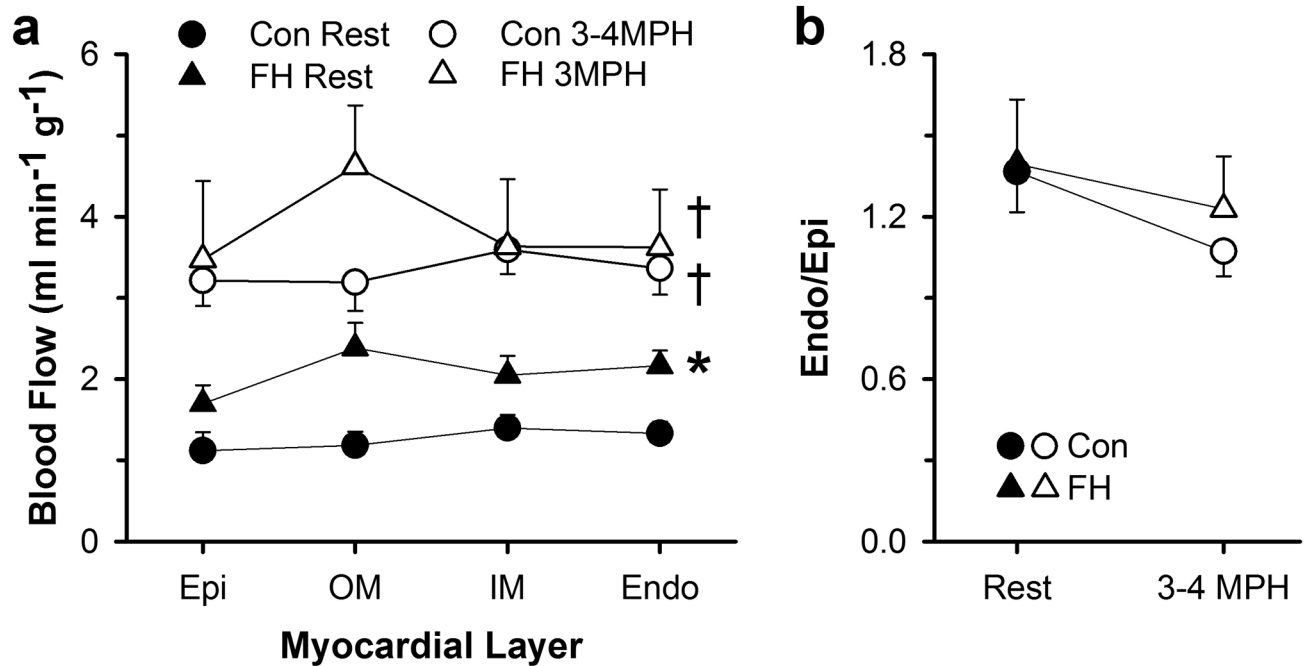 a
Con Rest
Con 3-4MPH
FH Rest
FH 3MPH
6
4
2
0
Blood Flow (ml min-1 g-1)
†
†
*
Epi OM IM Endo
Myocardial Layer
b
1.8
1.2
0.6
0.0
Endo/Epi
Con
FH
Rest 3-4 MPH